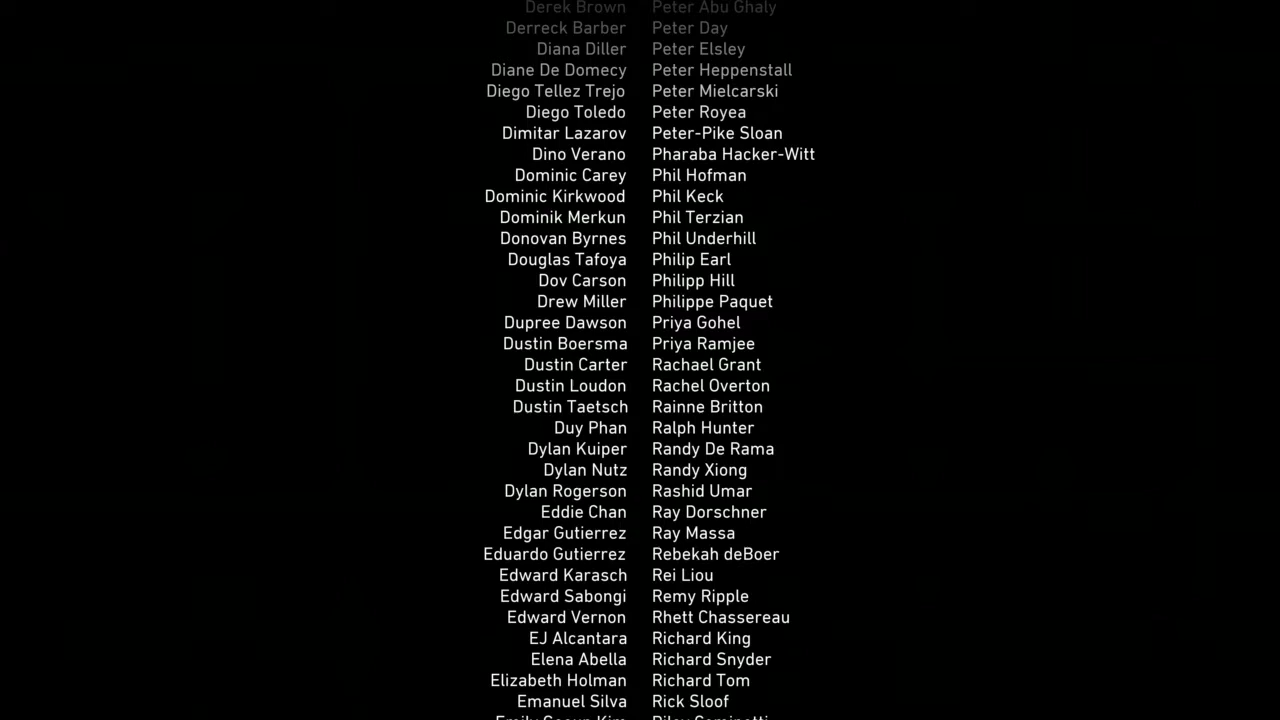 Derek Brown Peter Abu Ghaly
Derreck Barber Peter Day
Diana Diller Peter Elsley
Diane De Domecy Peter Heppenstall
Diego Tellez Trejo Peter Mielcarski
Diego Toledo Peter Royea
Dimitar Lazarov Peter-Pike Sloan
Dino Verano Pharaba Hacker-Witt
Dominic Carey Phil Hofman
Dominic Kirkwood Phil Keck
Dominik Merkun Phil Terzian
Donovan Byrnes Phil Underhill
Douglas Tafoya Philip Earl
Dov Carson Philipp Hill
Drew Miller Philippe Paquet
Dupree Dawson Priya Gohel
Dustin Boersma Priya Ramjee
Dustin Carter Rachael Grant
Dustin Loudon Rachel Overton
Dustin Taetsch Rainne Britton
Duy Phan Ralph Hunter
Dylan Kuiper Randy De Rama
Dylan Nutz Randy Xiong
Dylan Rogerson Rashid Umar
Eddie Chan Ray Dorschner
Edgar Gutierrez Ray Massa
Eduardo Gutierrez Rebekah deBoer
Edward Karasch Rei Liou
Edward Sabongi Remy Ripple
Edward Vernon Rhett Chassereau
EJ Alcantara Richard King
Elena Abella Richard Snyder
Elizabeth Holman Richard Tom
Emanuel Silva Rick Sloof